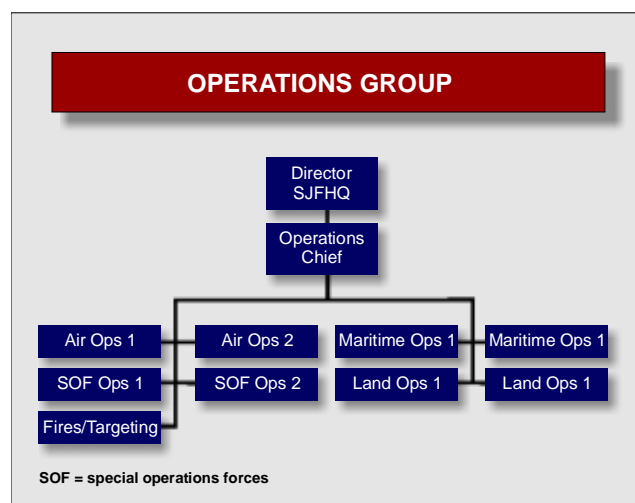 OPERATIONS GROUP
Director
SJFHQ
Operations
Chief
Air Ops 1
Air Ops 2
Maritime Ops 1
Maritime Ops 1
SOF Ops 1
SOF Ops 2
Land Ops 1
Land Ops 1
Fires/Targeting
SOF = special operations forces